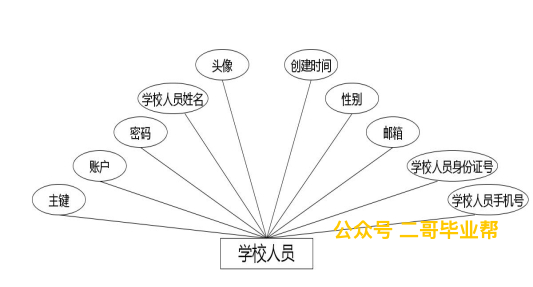 头像
创建时间
学校人员姓名
性别
密码
邮箱
账户
学校人员身份证号
主键
学校人员手机号
公众号 二哥毕业帮
学校人员